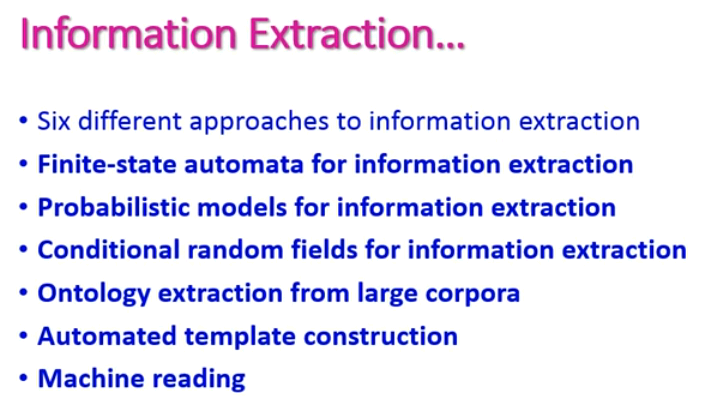 Information Extraction...
• Six different approaches to information extraction
• Finite-state automata for information extraction
• Probabilistic models for information extraction
• Conditional random fields for information extraction
• Ontology extraction from large corpora
• Automated template construction
• Machine reading